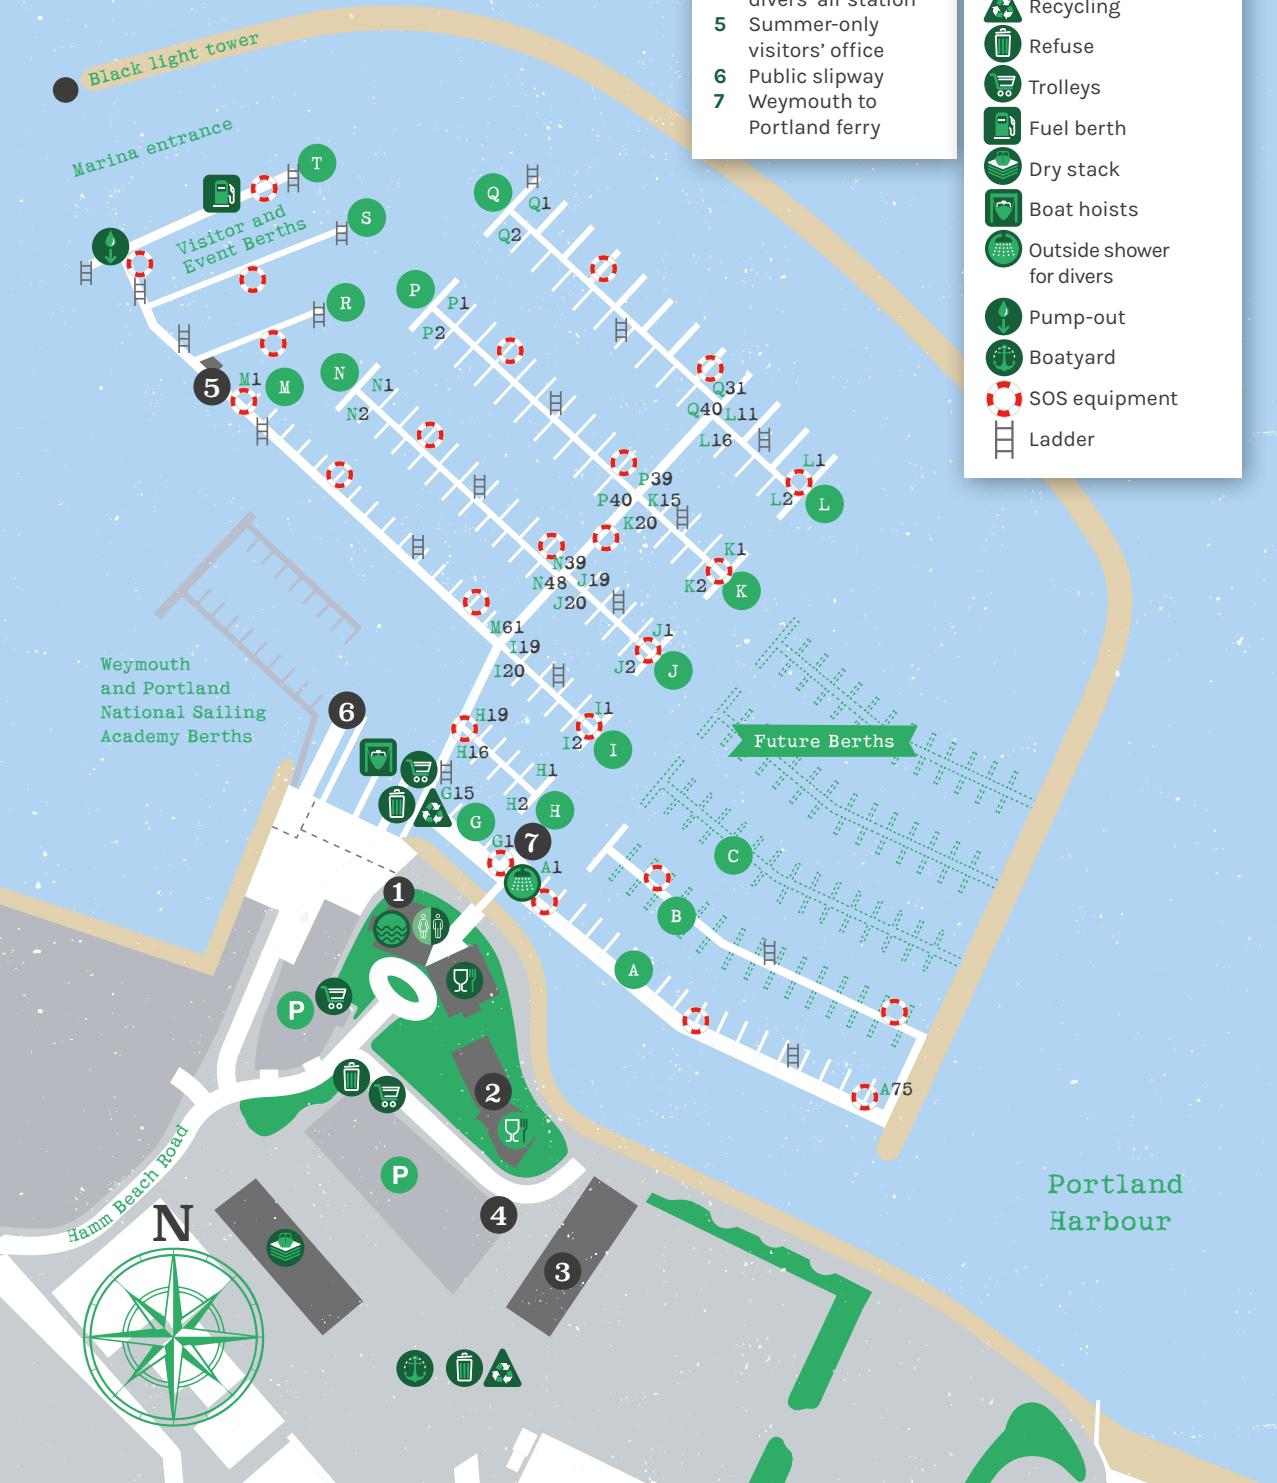 divers' air station
5 Summer-only
visitors' office
6 Public slipway
7 Weymouth to
Portland ferry
Recycling
Refuse
Trolleys
Fuel berth
Dry stack
Boat hoists
Outside shower
for divers
Pump-out
Boatyard
SOS equipment
Ladder
Black light tower
Marina entrance
T
Visitor and
Event Berths
S
R
Q
Q1
Q2
P
P1
P2
N
N1
N2
5
M1
M
Q31
Q40
L11
L16
L1
L2
L
P39
P40
K15
K20
K1
K2
K
N39
N48
J19
J20
J1
J2
J
M61
I19
I20
I1
I2
I
Weymouth
and Portland
National Sailing
Academy Berths
6
H19
H16
H1
H2
H
G15
G
G1
7
A1
Future Berths
C
B
A
A75
1
P
2
P
4
3
Hamm Beach Road
N
Portland
Harbour